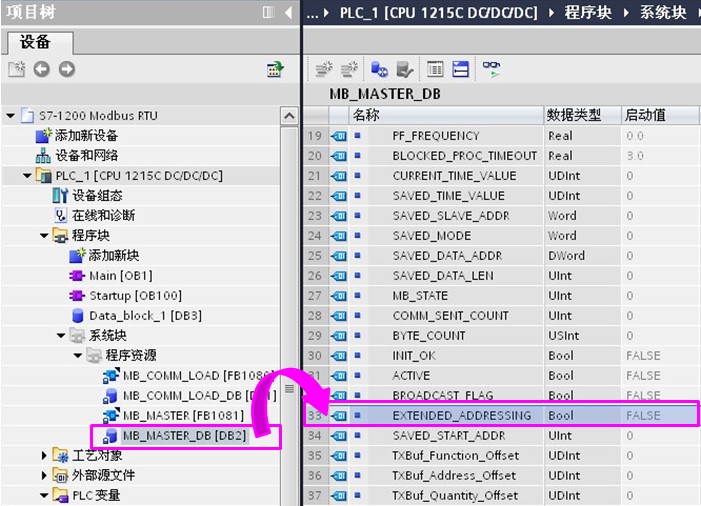 项目树
设备
S7-1200 Modbus RTU
添加新设备
设备和网络
PLC_1 [CPU 1215C DC/DC/DC]
设备组态
在线和诊断
程序块
添加新块
Main [OB1]
Startup [OB100]
Data_block_1 [DB3]
系统块
程序资源
MB_COMM_LOAD [FB1080]
MB_COMM_LOAD_DB [DB1]
MB_MASTER [FB1081]
MB_MASTER_DB [DB2]
工艺对象
外部源文件
PLC 变量
... PLC_1 [CPU 1215C DC/DC/DC] 程序块 系统块
MB_MASTER_DB
名称 数据类型 启动值
19 PF_FREQUENCY Real 0.0
20 BLOCKED_PROC_TIMEOUT Real 3.0
21 CURRENT_TIME_VALUE UDInt 0
22 SAVED_TIME_VALUE UDInt 0
23 SAVED_SLAVE_ADDR Word 0
24 SAVED_MODE Word 0
25 SAVED_DATA_ADDR DWord 0
26 SAVED_DATA_LEN UInt 0
27 MB_STATE UInt 0
28 COMM_SENT_COUNT UInt 0
29 BYTE_COUNT USInt 0
30 INIT_OK Bool FALSE
31 ACTIVE Bool FALSE
BROADCAST_FLAG Bool FALSE
33 EXTENDED_ADDRESSING Bool FALSE
34 SAVED_START_ADDR UInt 0
35 TXBuf_Function_Offset UDInt 0
36 TXBuf_Address_Offset UDInt 0
37 TXBuf_Quantity_Offset UDInt 0